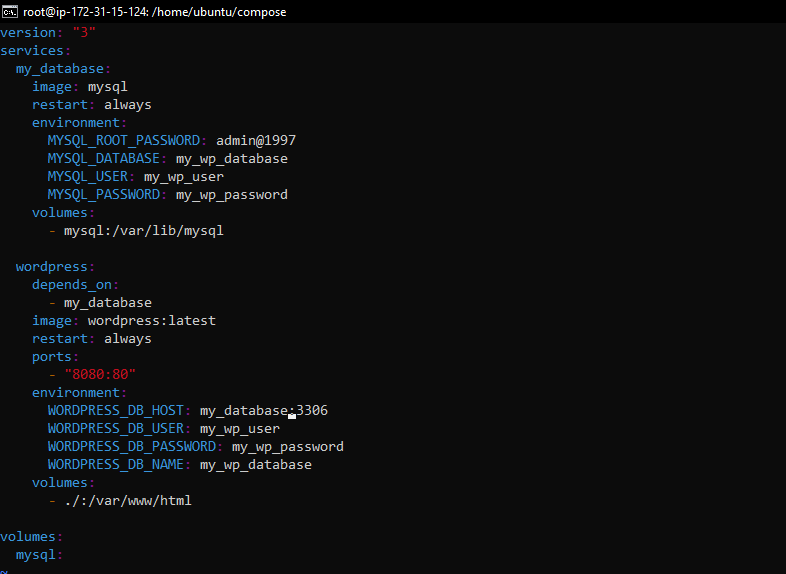 root@ip-172-31-15-124: /home/ubuntu/compose
version: "3"
services:
  my_database:
    image: mysql
    restart: always
    environment:
      MYSQL_ROOT_PASSWORD: admin@1997
      MYSQL_DATABASE: my_wp_database
      MYSQL_USER: my_wp_user
      MYSQL_PASSWORD: my_wp_password
    volumes:
      - mysql:/var/lib/mysql

  wordpress:
    depends_on:
      - my_database
    image: wordpress:latest
    restart: always
    ports:
      - "8080:80"
    environment:
      WORDPRESS_DB_HOST: my_database:3306
      WORDPRESS_DB_USER: my_wp_user
      WORDPRESS_DB_PASSWORD: my_wp_password
      WORDPRESS_DB_NAME: my_wp_database
    volumes:
      - ./:/var/www/html

volumes:
  mysql:
~